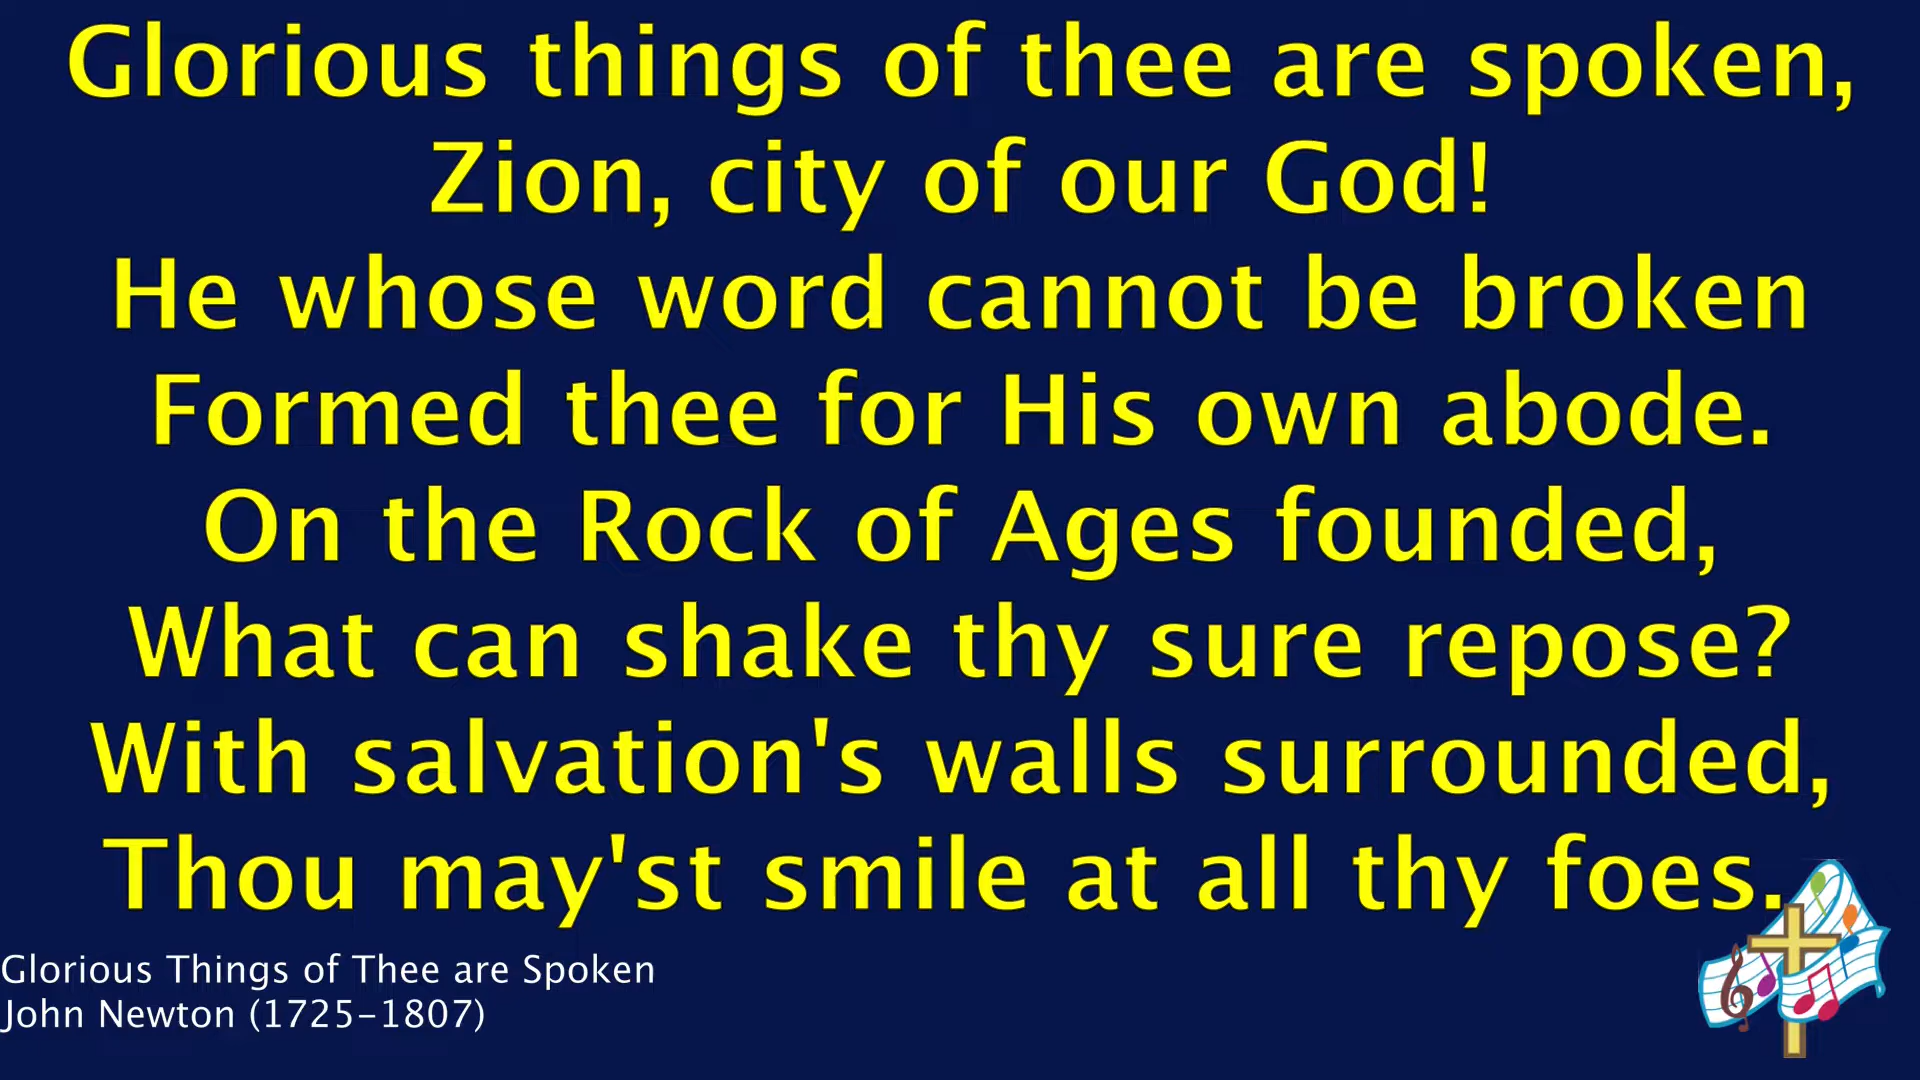 Glorious things of thee are spoken,
Zion, city of our God!
He whose word cannot be broken
Formed thee for His own abode.
On the Rock of Ages founded,
What can shake thy sure repose?
With salvation's walls surrounded,
Thou may'st smile at all thy foes.
Glorious Things of Thee are Spoken
John Newton (1725-1807)